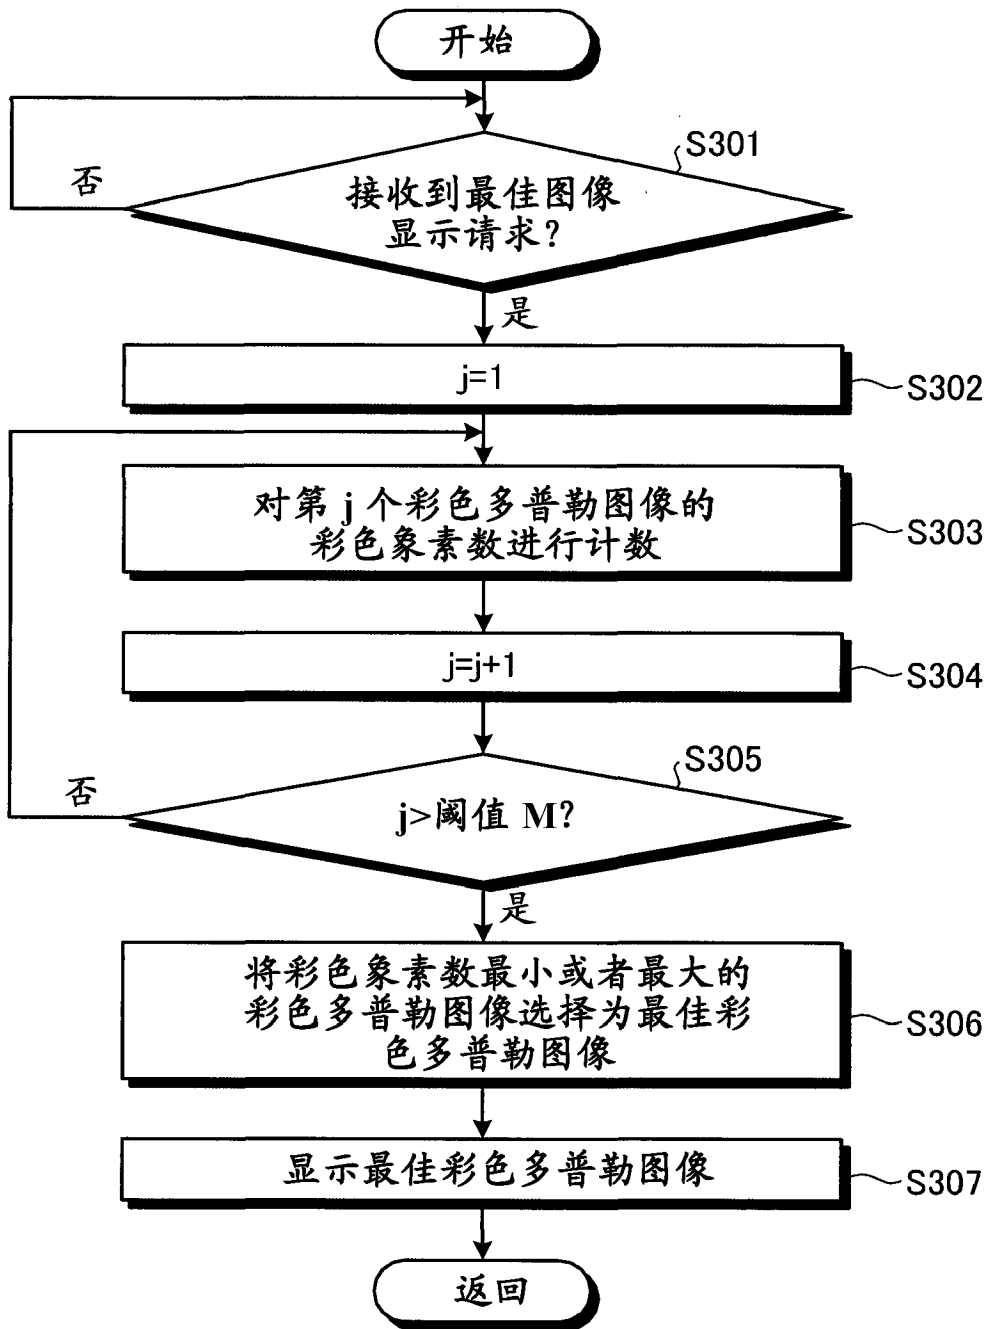 开始
S301
否
接收到最佳图像
显示请求?
是
j=1
S302
对第 j 个彩色多普勒图像的
彩色象素数进行计数
S303
j=j+1
S304
S305
否
j>阈值 M?
是
将彩色象素数最小或者最大的
彩色多普勒图像选择为最佳彩
色多普勒图像
S306
显示最佳彩色多普勒图像
S307
返回